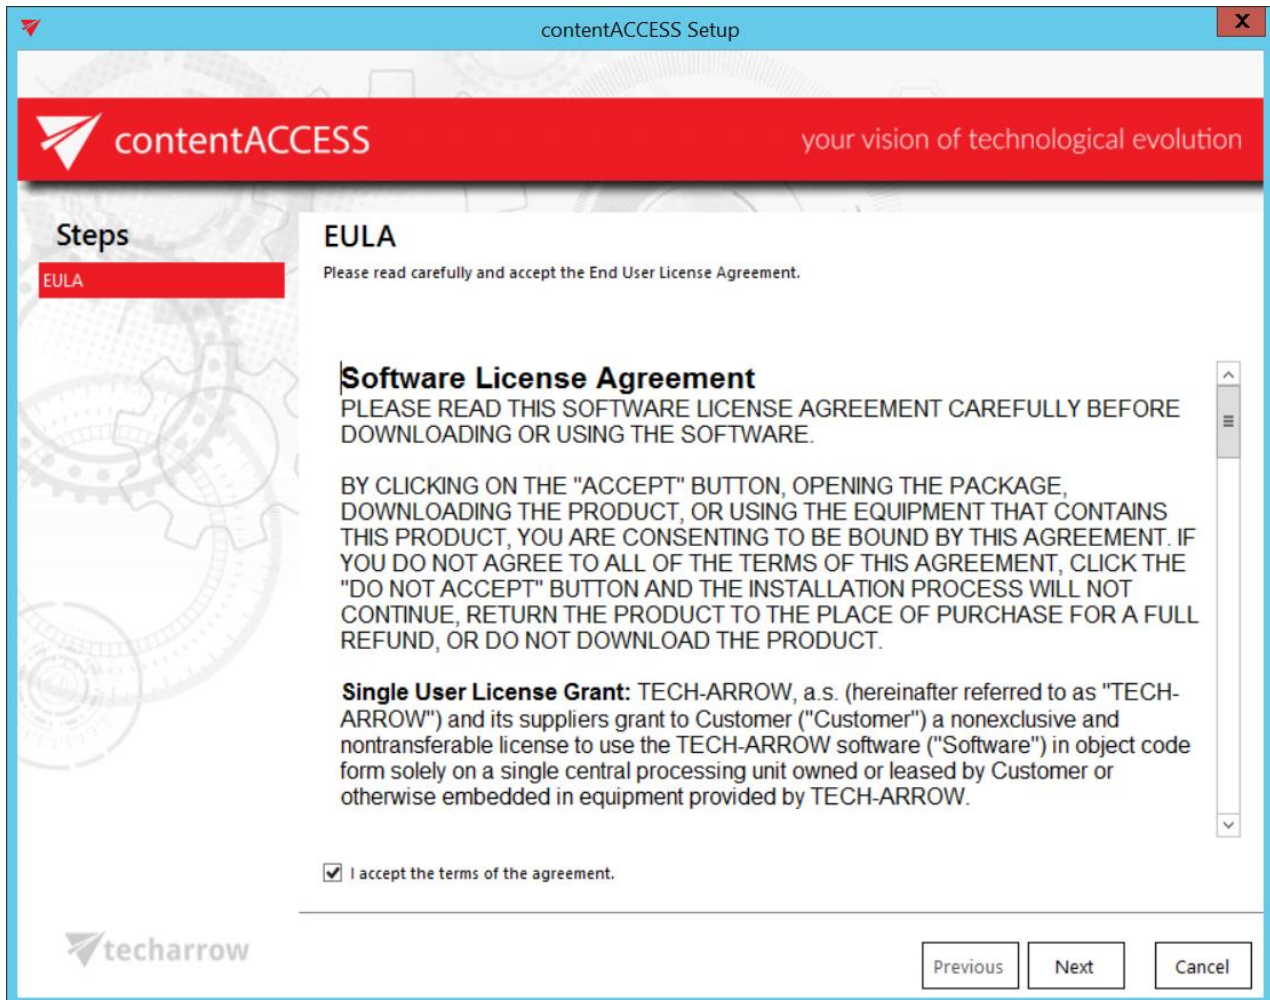 contentACCESS Setup
X
contentACCESS
your vision of technological evolution
Steps
EULA
EULA
Please read carefully and accept the End User License Agreement.
Software License Agreement
PLEASE READ THIS SOFTWARE LICENSE AGREEMENT CAREFULLY BEFORE
DOWNLOADING OR USING THE SOFTWARE.
BY CLICKING ON THE "ACCEPT" BUTTON, OPENING THE PACKAGE,
DOWNLOADING THE PRODUCT, OR USING THE EQUIPMENT THAT CONTAINS
THIS PRODUCT, YOU ARE CONSENTING TO BE BOUND BY THIS AGREEMENT. IF
YOU DO NOT AGREE TO ALL OF THE TERMS OF THIS AGREEMENT, CLICK THE
"DO NOT ACCEPT" BUTTON AND THE INSTALLATION PROCESS WILL NOT
CONTINUE, RETURN THE PRODUCT TO THE PLACE OF PURCHASE FOR A FULL
REFUND, OR DO NOT DOWNLOAD THE PRODUCT.
Single User License Grant: TECH-ARROW, a.s. (hereinafter referred to as "TECH-
ARROW") and its suppliers grant to Customer ("Customer") a nonexclusive and
nontransferable license to use the TECH-ARROW software ("Software") in object code
form solely on a single central processing unit owned or leased by Customer or
otherwise embedded in equipment provided by TECH-ARROW.
I accept the terms of the agreement.
techarrow
Previous
Next
Cancel